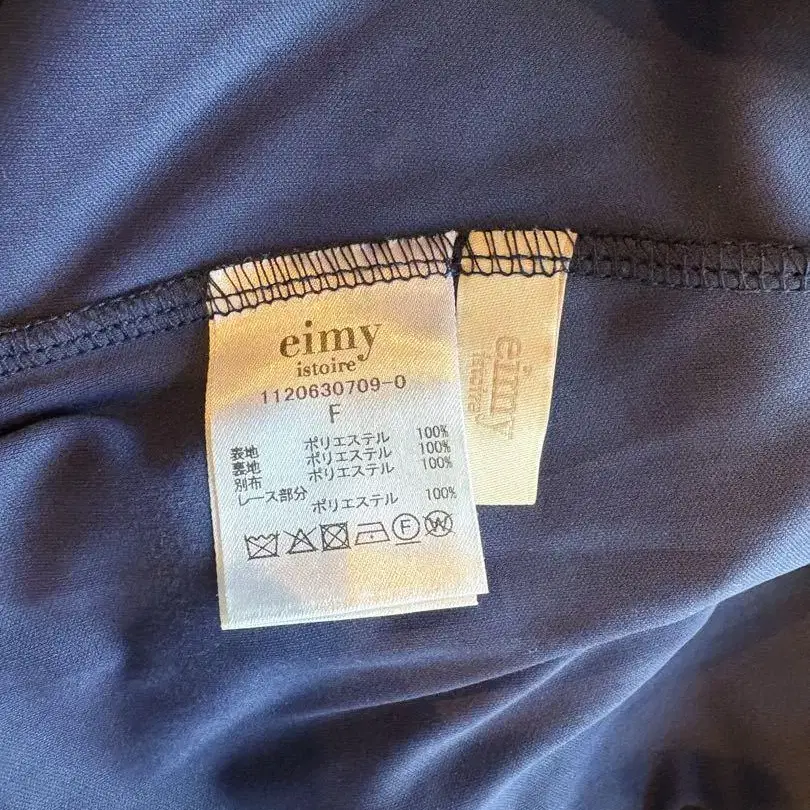 eimy
istoire
1120630709-0
F
表地 ポリエステル 100%
裏地 ポリエステル 100%
別布 ポリエステル 100%
レース部分
ポリエステル 100%
F W
eimy
istoire